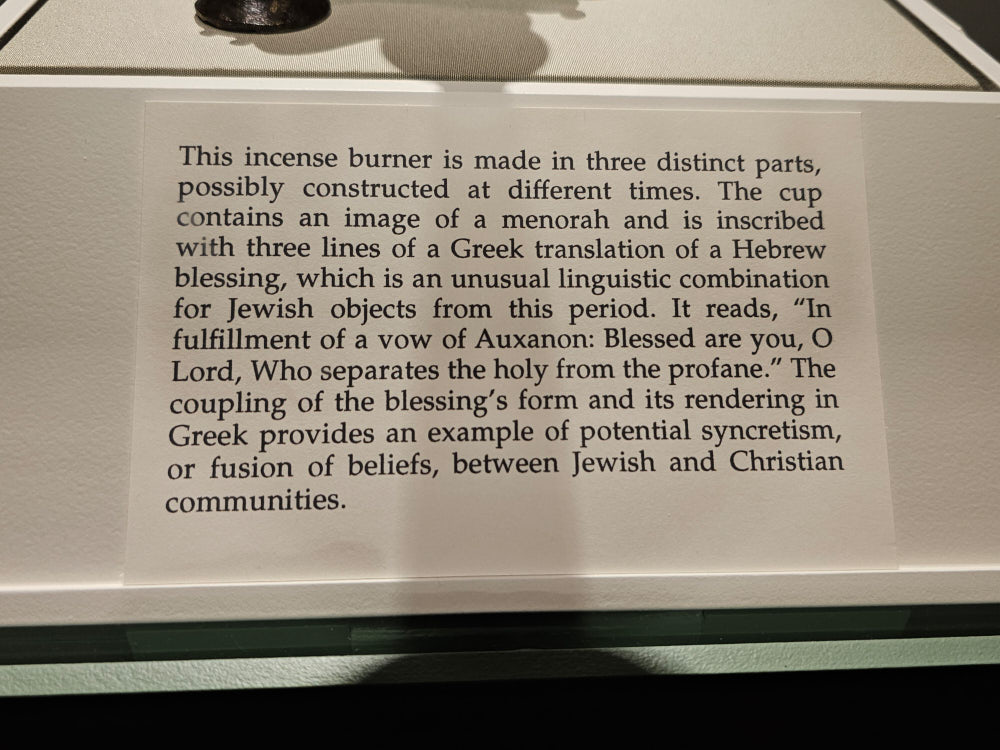 This incense burner is made in three distinct parts,
possibly constructed at different times. The cup
contains an image of a menorah and is inscribed
with three lines of a Greek translation of a Hebrew
blessing, which is an unusual linguistic combination
for Jewish objects from this period. It reads, “In
fulfillment of a vow of Auxanon: Blessed are you, O
Lord, Who separates the holy from the profane.” The
coupling of the blessing’s form and its rendering in
Greek provides an example of potential syncretism,
or fusion of beliefs, between Jewish and Christian
communities.